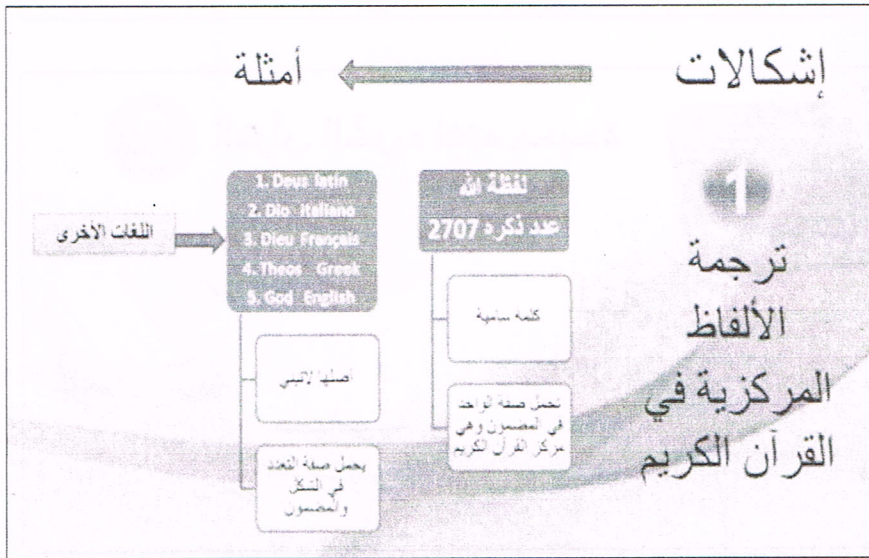 إشكالات
أمثلة
1
ترجمة
الألفاظ
المركزية في
القرآن الكريم
لفظة الله
عدد ذكره 2707
كلمة سامية
تحمل صفة الواحد
في المضمون وهي
مركز القرآن الكريم
اللغات الأخرى
1. Deus latin
2. Dio Italiano
3. Dieu Français
4. Theos Greek
5. God English
أصلها لاتيني
يحمل صفة التعدد
في الشكل
والمضمون